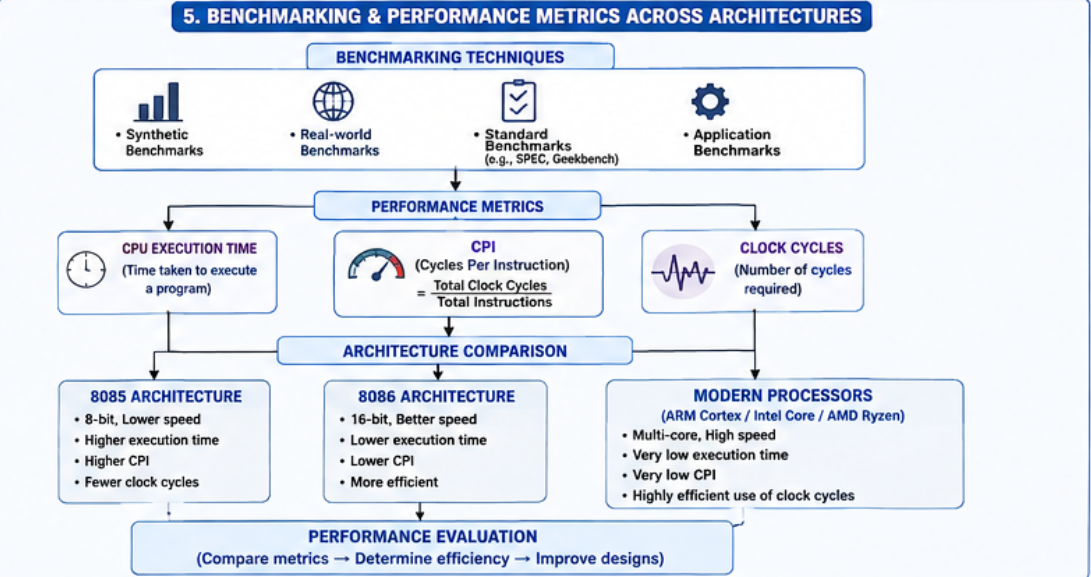 5. BENCHMARKING & PERFORMANCE METRICS ACROSS ARCHITECTURES
BENCHMARKING TECHNIQUES
• Synthetic
Benchmarks
• Real-world
Benchmarks
• Standard
Benchmarks
(e.g., SPEC, Geekbench)
• Application
Benchmarks
PERFORMANCE METRICS
CPU EXECUTION TIME
(Time taken to execute
a program)
CPI
(Cycles Per Instruction)
= Total Clock Cycles
Total Instructions
CLOCK CYCLES
(Number of cycles
required)
ARCHITECTURE COMPARISON
8085 ARCHITECTURE
• 8-bit, Lower speed
• Higher execution time
• Higher CPI
• Fewer clock cycles
8086 ARCHITECTURE
• 16-bit, Better speed
• Lower execution time
• Lower CPI
• More efficient
MODERN PROCESSORS
(ARM Cortex / Intel Core / AMD Ryzen)
• Multi-core, High speed
• Very low execution time
• Very low CPI
• Highly efficient use of clock cycles
PERFORMANCE EVALUATION
(Compare metrics → Determine efficiency → Improve designs)